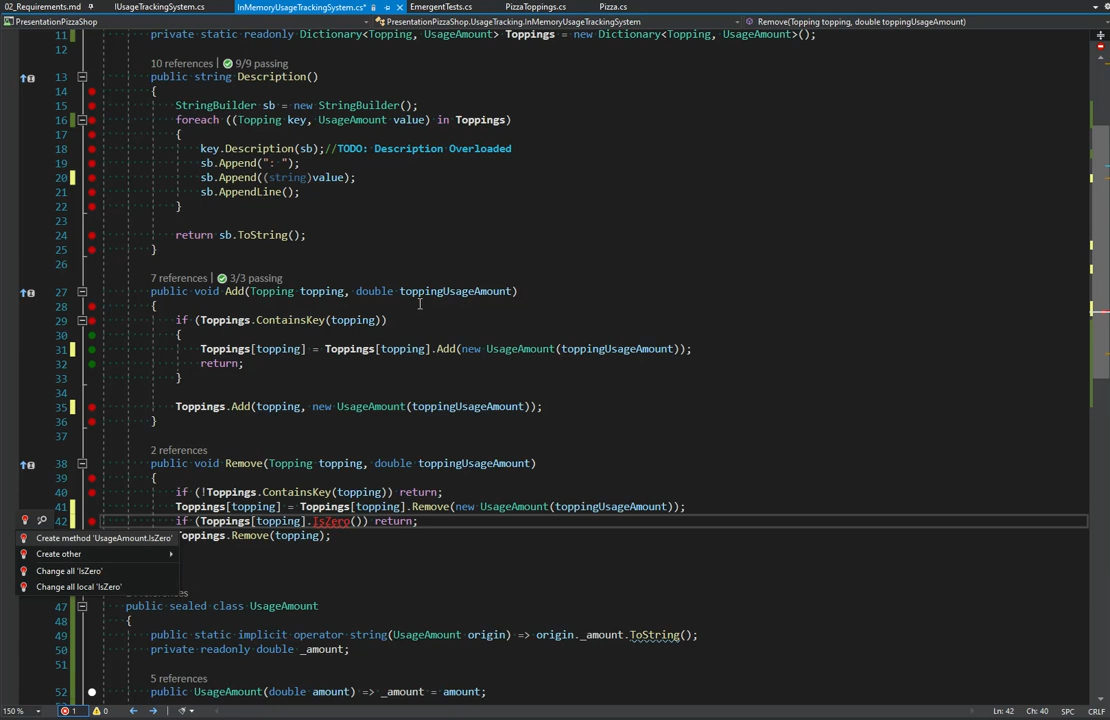 02_Requirements.md IUsageTrackingSystem.cs InMemoryUsageTrackingSystem.cs* EmergentTests.cs PizzaToppings.cs Pizza.cs
PresentationPizzaShop PresentationPizzaShop.UsageTracking.InMemoryUsageTrackingSystem Remove(Topping topping, double toppingUsageAmount)
11 private static readonly Dictionary<Topping, UsageAmount> Toppings = new Dictionary<Topping, UsageAmount>();
12
10 references | 9/9 passing
13 public string Description()
14 {
15 StringBuilder sb = new StringBuilder();
16 foreach ((Topping key, UsageAmount value) in Toppings)
17 {
18 key.Description(sb);//TODO: Description Overloaded
19 sb.Append(": ");
20 sb.Append((string)value);
21 sb.AppendLine();
22 }
23
24 return sb.ToString();
25 }
26
7 references | 3/3 passing
27 public void Add(Topping topping, double toppingUsageAmount)
28 {
29 if (Toppings.ContainsKey(topping))
30 {
31 Toppings[topping] = Toppings[topping].Add(new UsageAmount(toppingUsageAmount));
32 return;
33 }
34
35 Toppings.Add(topping, new UsageAmount(toppingUsageAmount));
36 }
37
2 references
38 public void Remove(Topping topping, double toppingUsageAmount)
39 {
40 if (!Toppings.ContainsKey(topping)) return;
41 Toppings[topping] = Toppings[topping].Remove(new UsageAmount(toppingUsageAmount));
42 if (Toppings[topping].IsZero()) return;
Create method 'UsageAmount.IsZero' Toppings.Remove(topping);
Create other
Change all 'IsZero'
Change all local 'IsZero'
47 public sealed class UsageAmount
48 {
49 public static implicit operator string(UsageAmount origin) => origin._amount.ToString();
50 private readonly double _amount;
51
5 references
52 public UsageAmount(double amount) => _amount = amount;
150 % 1 0 Ln: 42 Ch: 40 SPC CRLF